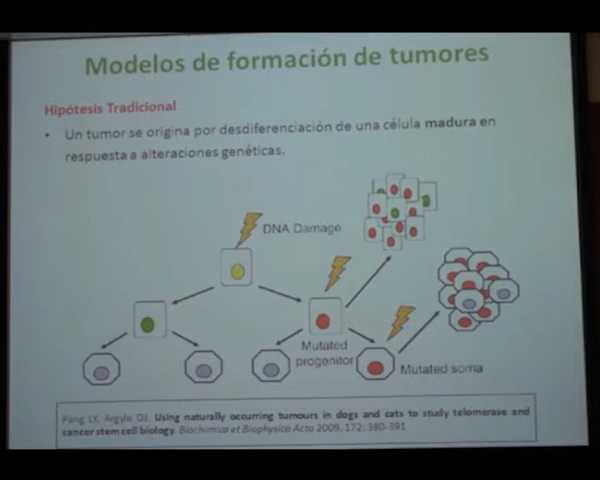 Modelos de formación de tumores
Hipótesis Tradicional
• Un tumor se origina por desdiferenciación de una célula madura en
respuesta a alteraciones genéticas.
DNA Damage
Mutated
progenitor
Mutated soma
Pang LY, Argyle DJ. Using naturally occurring tumours in dogs and cats to study telomerase and
cancer stem cell biology. Biochimica et Biophysica Acta 2009, 172: 380-391